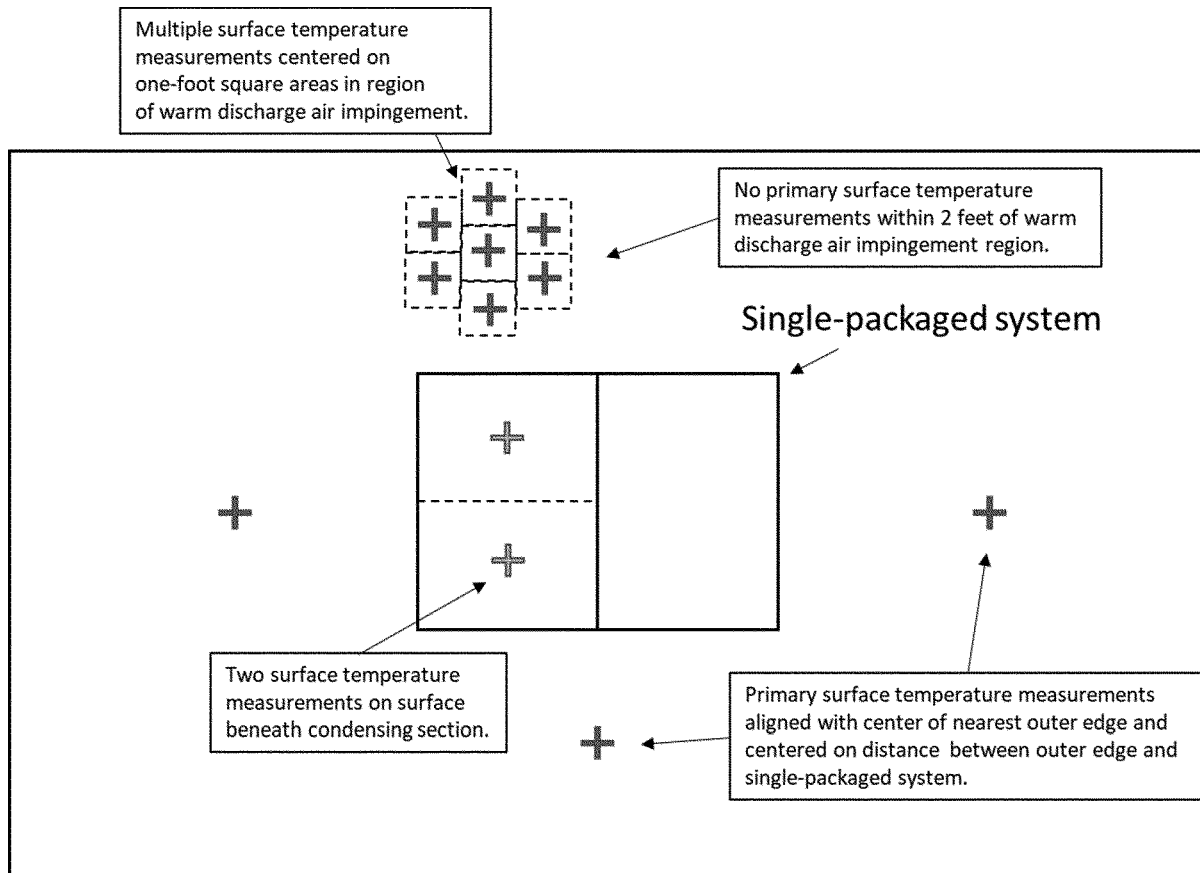 Multiple surface temperature
measurements centered on
one-foot square areas in region
of warm discharge air impingement.
No primary surface temperature
measurements within 2 feet of warm
discharge air impingement region.
Single-packaged system
Two surface temperature
measurements on surface
beneath condensing section.
Primary surface temperature measurements
aligned with center of nearest outer edge and
centered on distance between outer edge and
single-packaged system.